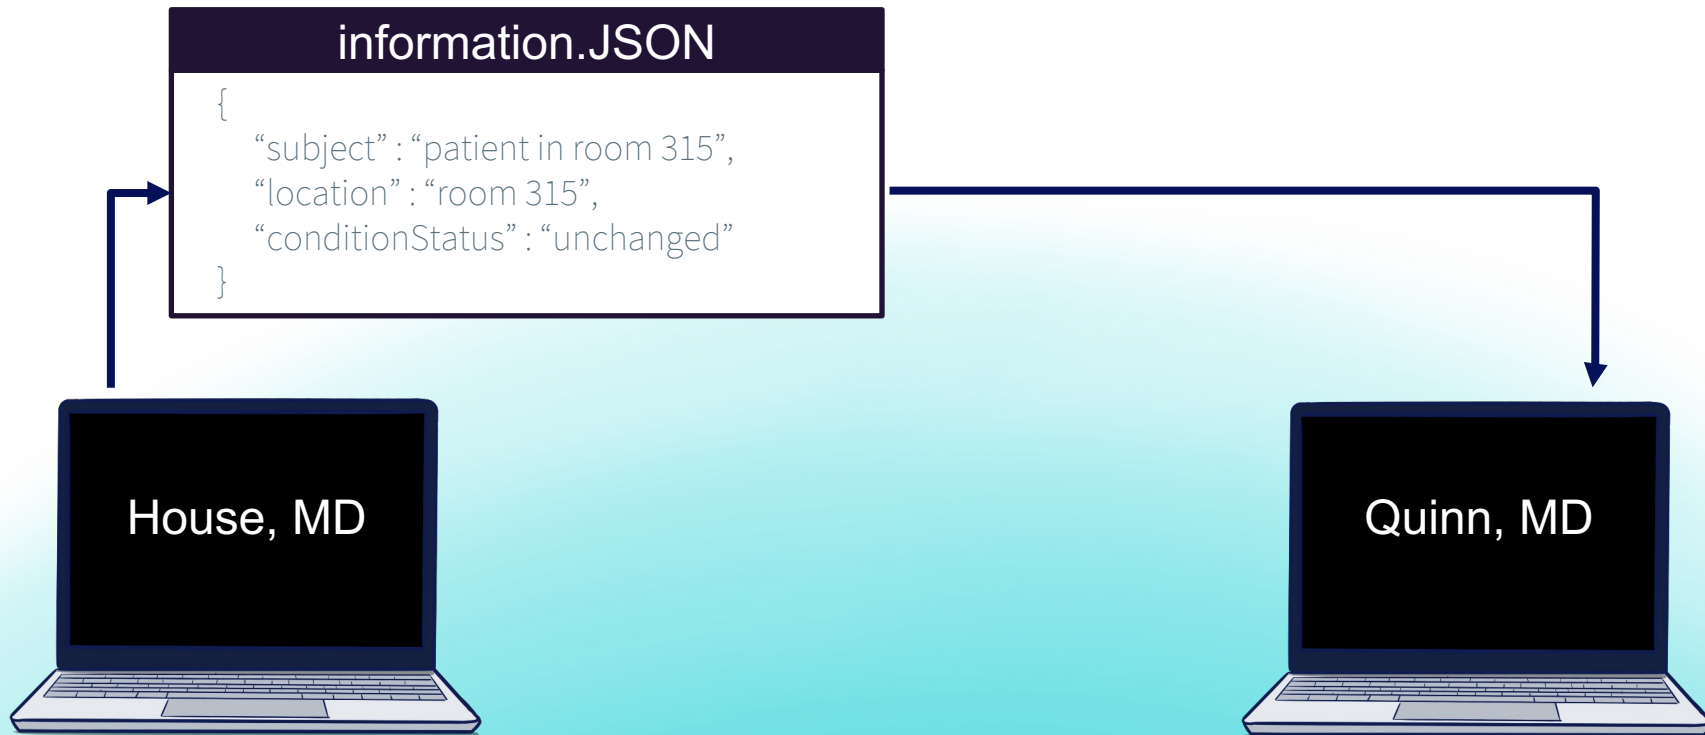 information.JSON
{
“subject” : “patient in room 315”,
“location” : “room 315”,
“conditionStatus” : “unchanged”
}
House, MD
Quinn, MD